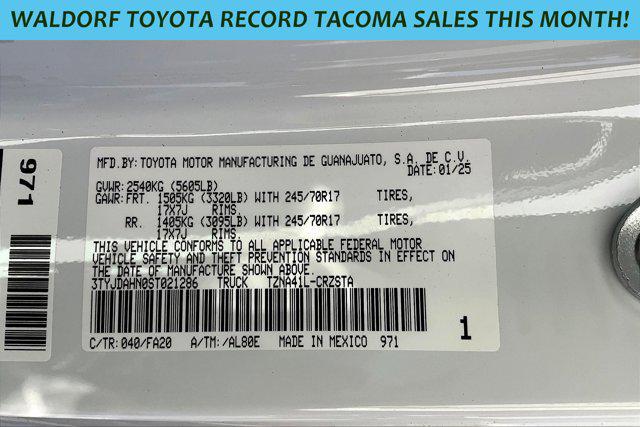 WALDORF TOYOTA RECORD TACOMA SALES THIS MONTH!
971
MFD.BY:TOYOTA MOTOR MANUFACTURING DE GUANAJUATO, S.A. DE C.V.
DATE:01/25
GVWR:2540KG (5605LB)
GAWR:FRT. 1505KG (3320LB) WITH 245/70R17 TIRES,
17X7J RIMS
RR. 1405KG (3095LB) WITH 245/70R17 TIRES,
17X7J RIMS
THIS VEHICLE CONFORMS TO ALL APPLICABLE FEDERAL MOTOR
VEHICLE SAFETY AND THEFT PREVENTION STANDARDS IN EFFECT ON
THE DATE OF MANUFACTURE SHOWN ABOVE.
3TYJDAHN0ST021286 TRUCK TZNA41L-CRZSTA
1
C/TR:040/FA20 A/TM:/AL80E MADE IN MEXICO 971